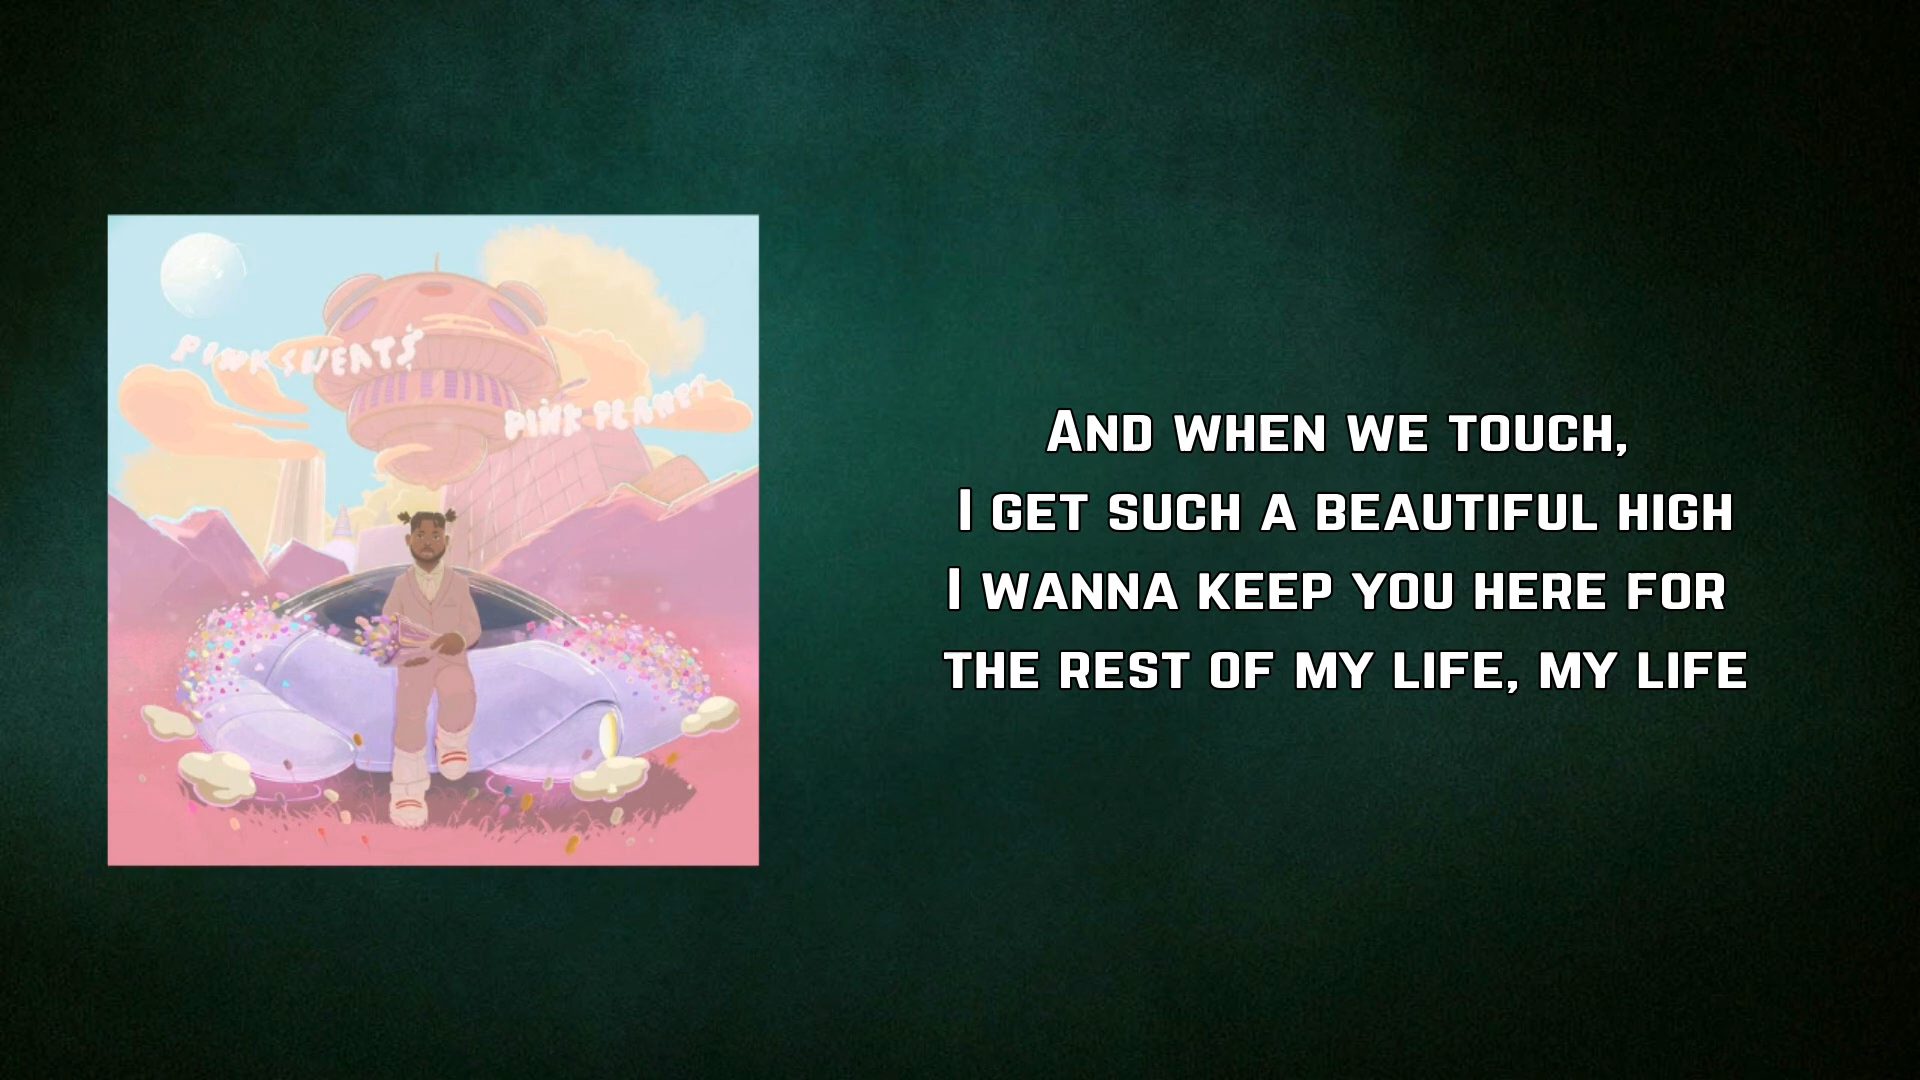 PINK SWEAT$
PINK PLANET
And when we touch,
I get such a beautiful high
I wanna keep you here for
the rest of my life, my life